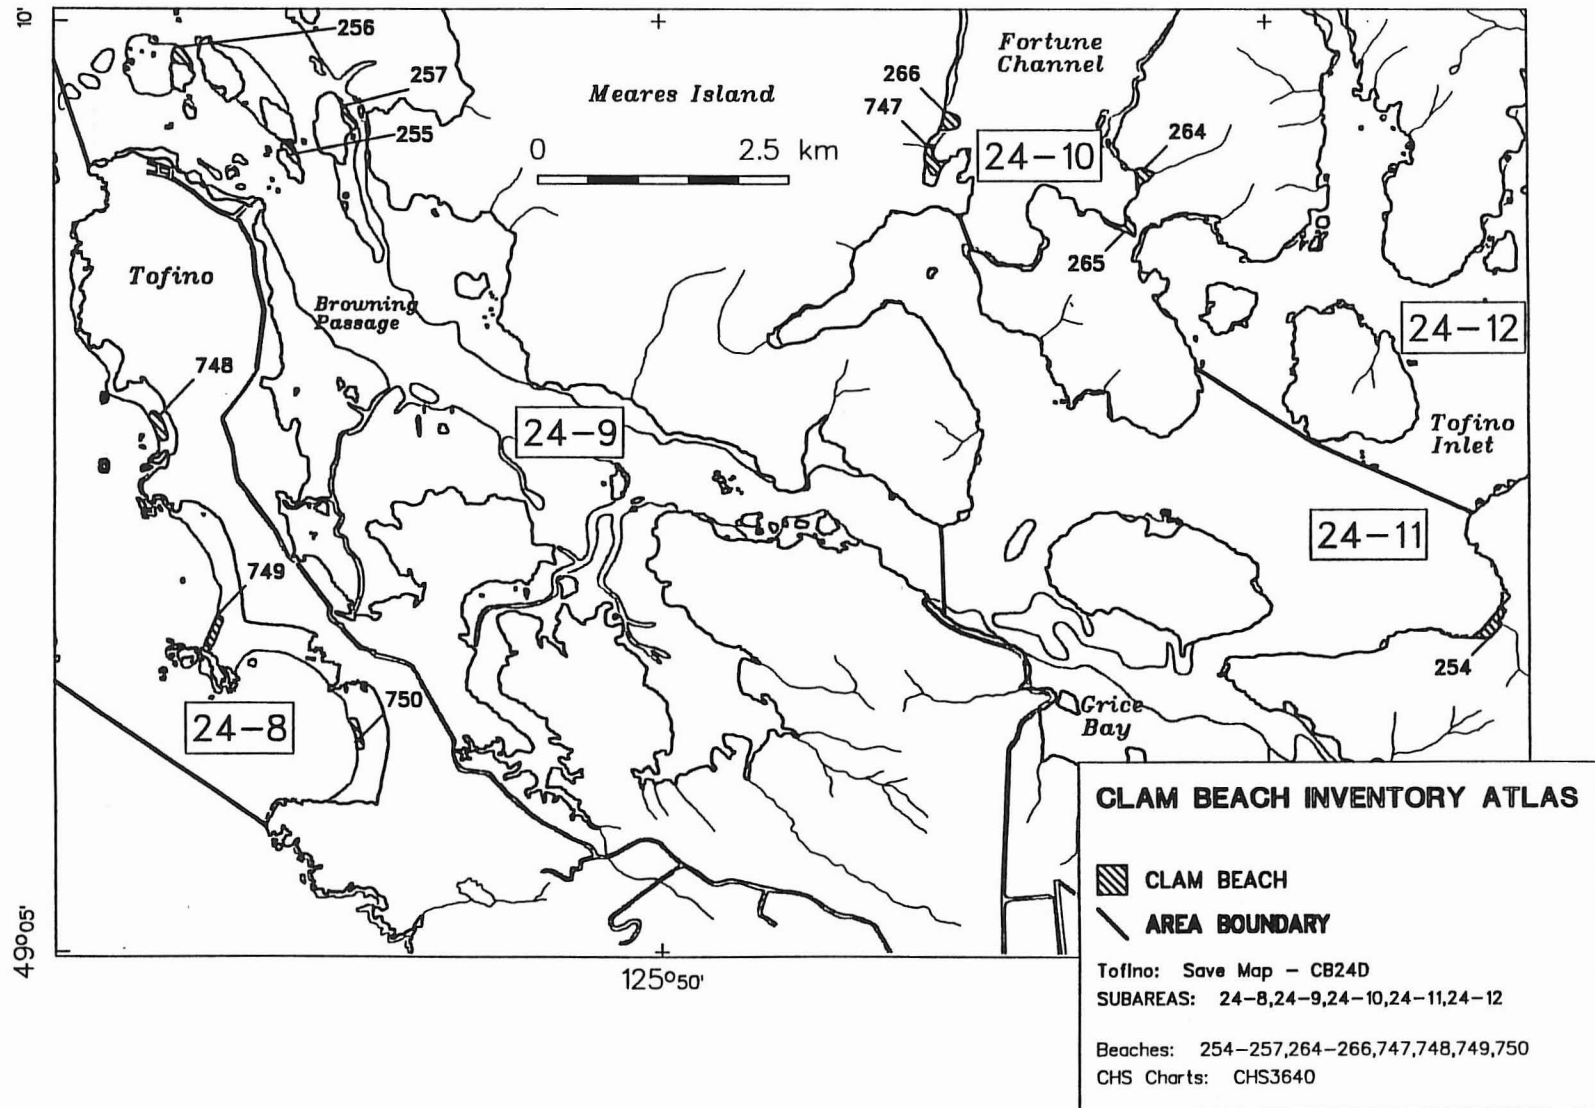 10'
256
257
255
Meares Island
0 2.5 km
Fortune
Channel
266
747
24-10
264
265
Tofino
Browning
Passage
748
24-9
24-12
Tofino
Inlet
24-11
749
254
750
24-8
Grice
Bay
49°05'
125°50'
CLAM BEACH INVENTORY ATLAS
CLAM BEACH
AREA BOUNDARY
Tofino: Save Map - CB24D
SUBAREAS: 24-8,24-9,24-10,24-11,24-12
Beaches: 254-257,264-266,747,748,749,750
CHS Charts: CHS3640